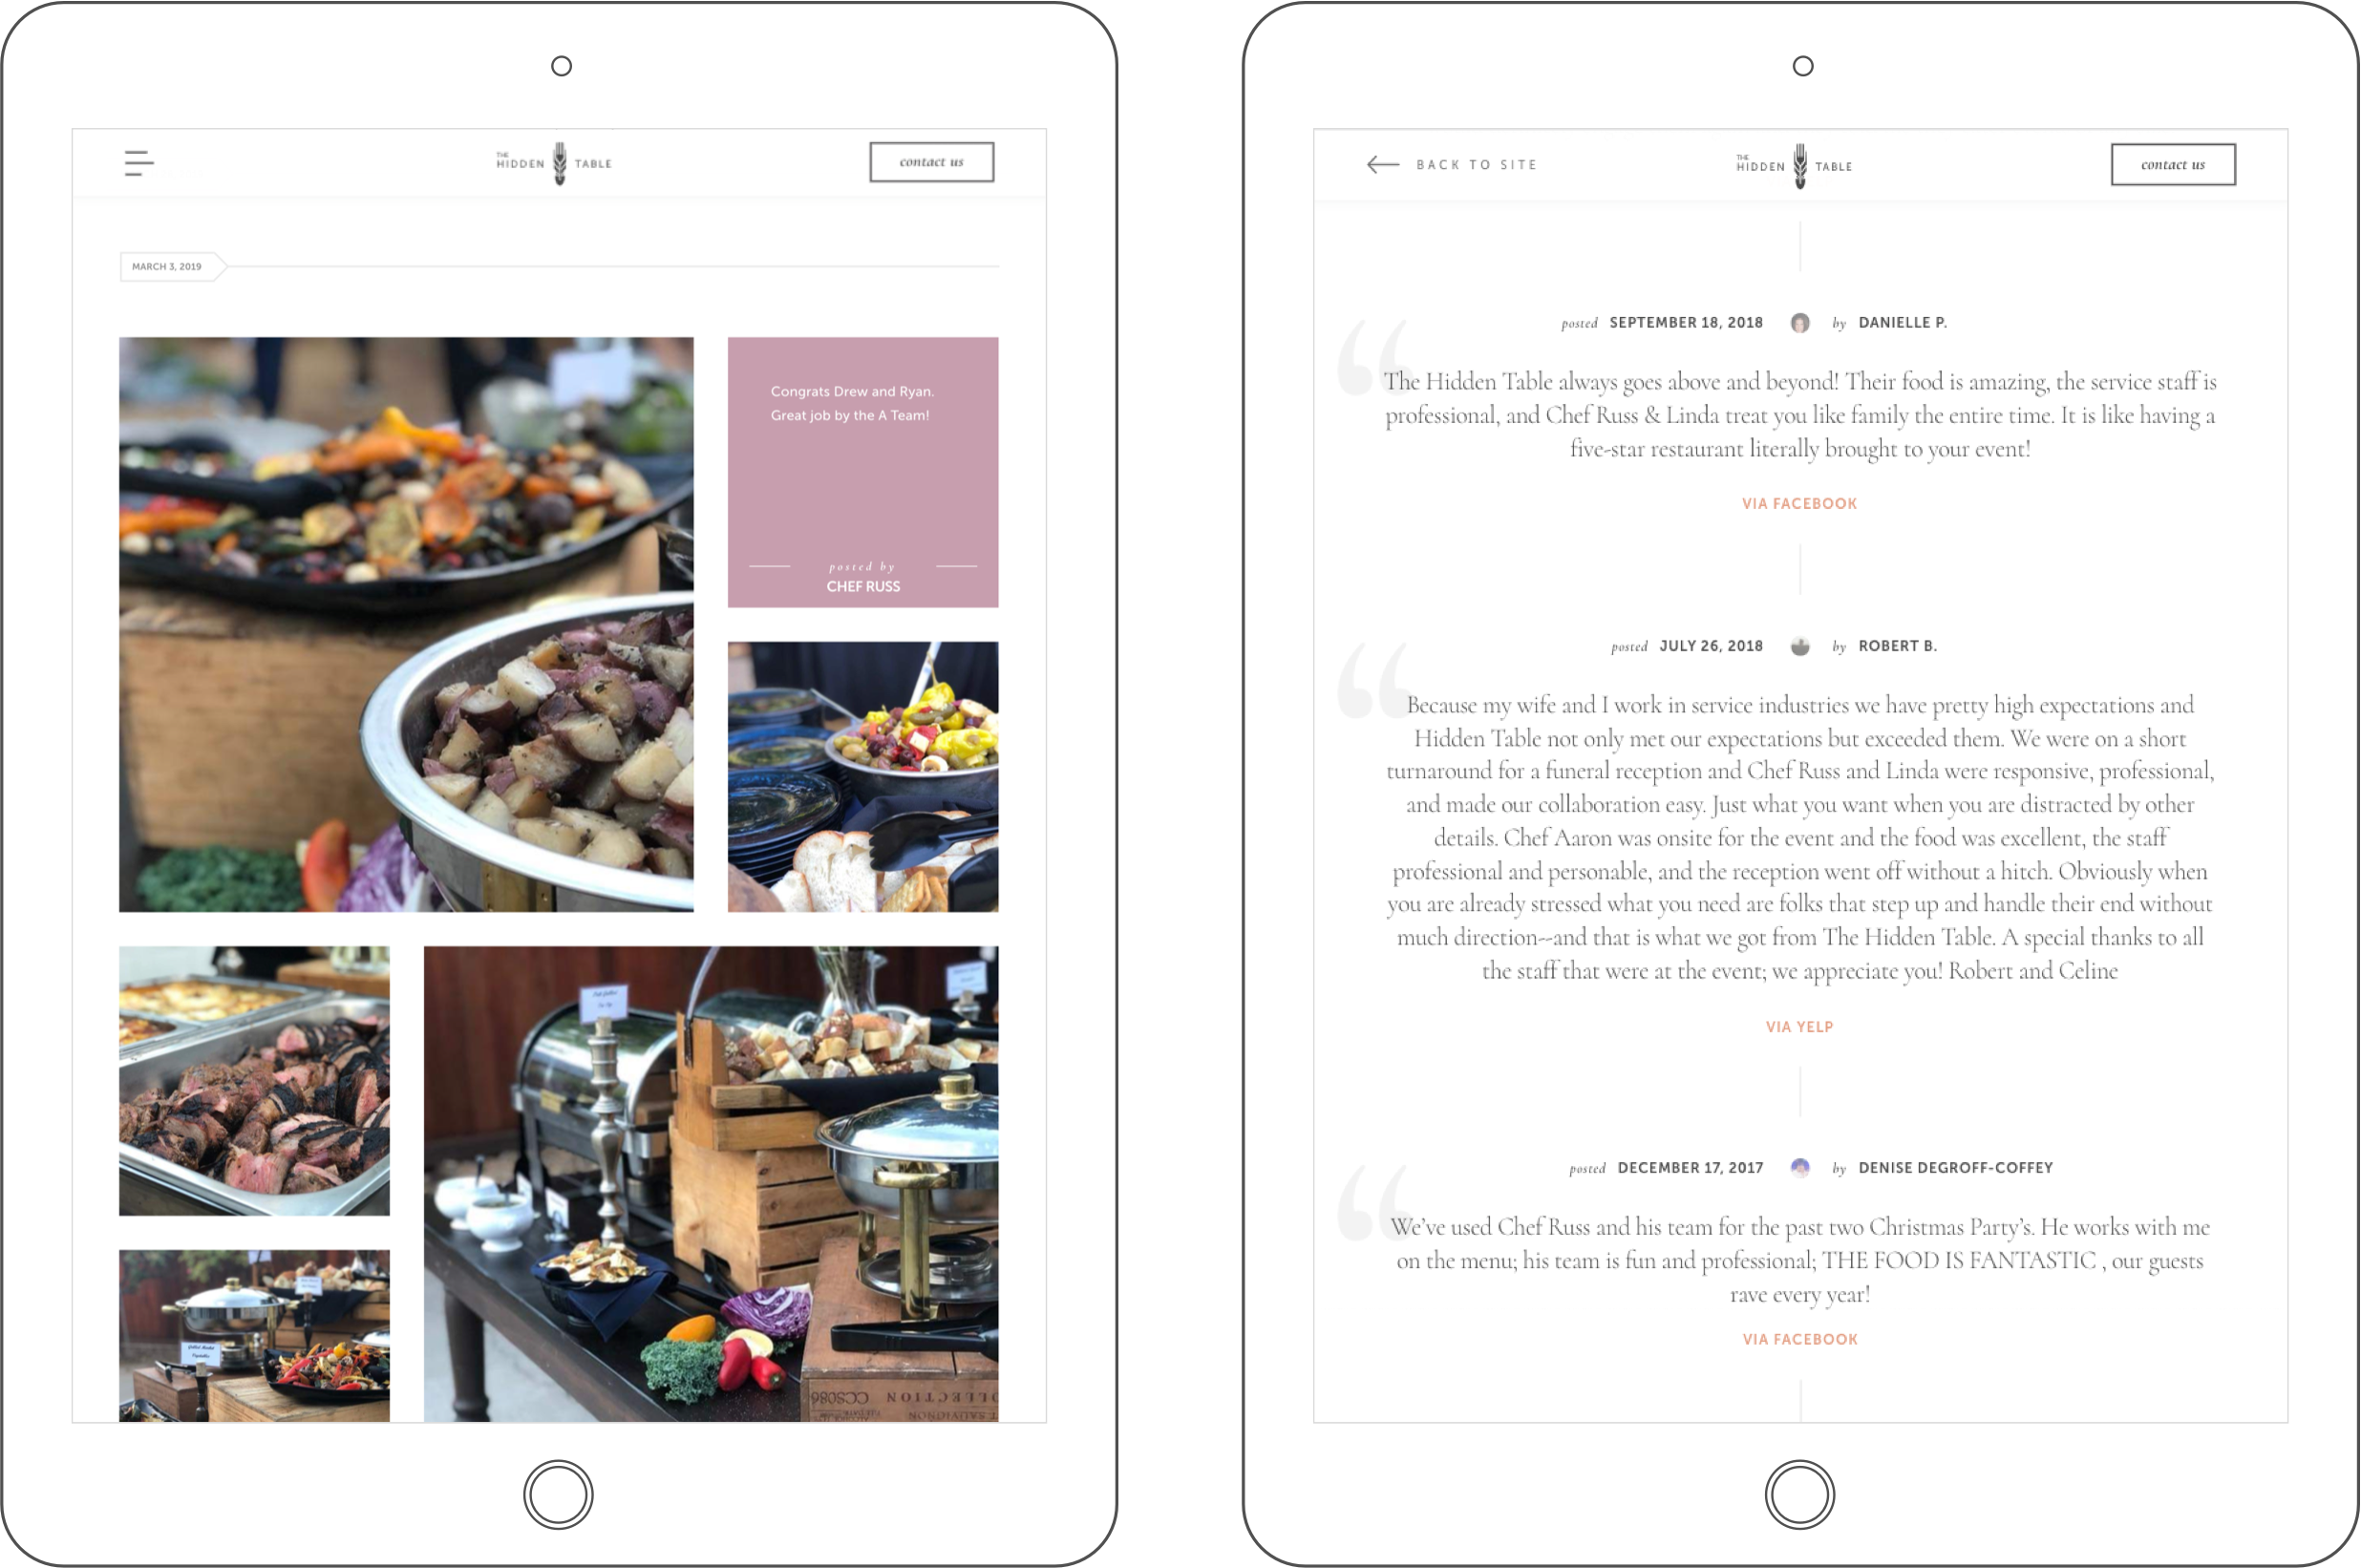 THE
HIDDEN TABLE
contact us
MARCH 3, 2019
Congrats Drew and Ryan.
Great job by the A Team!
posted by
CHEF RUSS
CCS086 COLLECTION
SAUVIGNON
BACK TO SITE
THE
HIDDEN TABLE
contact us
posted SEPTEMBER 18, 2018 by DANIELLE P.
The Hidden Table always goes above and beyond! Their food is amazing, the service staff is
professional, and Chef Russ & Linda treat you like family the entire time. It is like having a
five-star restaurant literally brought to your event!
VIA FACEBOOK
posted JULY 26, 2018 by ROBERT B.
Because my wife and I work in service industries we have pretty high expectations and
Hidden Table not only met our expectations but exceeded them. We were on a short
turnaround for a funeral reception and Chef Russ and Linda were responsive, professional,
and made our collaboration easy. Just what you want when you are distracted by other
details. Chef Aaron was onsite for the event and the food was excellent, the staff
professional and personable, and the reception went off without a hitch. Obviously when
you are already stressed what you need are folks that step up and handle their end without
much direction--and that is what we got from The Hidden Table. A special thanks to all
the staff that were at the event; we appreciate you! Robert and Celine
VIA YELP
posted DECEMBER 17, 2017 by DENISE DEGROFF-COFFEY
We've used Chef Russ and his team for the past two Christmas Party's. He works with me
on the menu; his team is fun and professional; THE FOOD IS FANTASTIC , our guests
rave every year!
VIA FACEBOOK